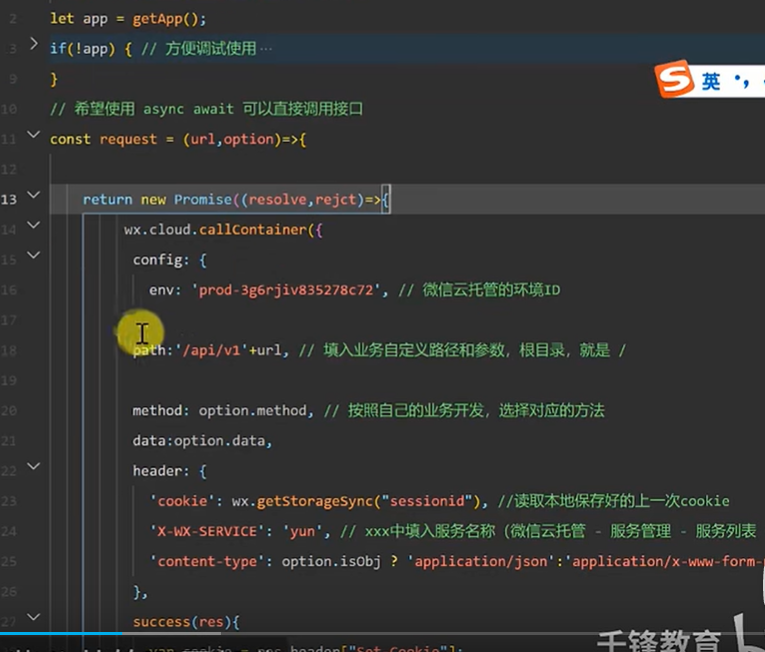 2 let app = getApp();
3 if(!app) { // 方便调试使用 ···
9 }
10 // 希望使用 async await 可以直接调用接口
11 const request = (url,option)=>{
12
13 return new Promise((resolve,rejct)=>{
14 wx.cloud.callContainer({
15 config: {
16 env: 'prod-3g6rjiv835278c72', // 微信云托管的环境ID
17
18 path:'/api/v1'+url, // 填入业务自定义路径和参数，根目录，就是 /
19
20 method: option.method, // 按照自己的业务开发，选择对应的方法
21 data:option.data,
22 header: {
23 'cookie': wx.getStorageSync("sessionid"), //读取本地保存好的上一次cookie
24 'X-WX-SERVICE': 'yun', // xxx中填入服务名称（微信云托管 - 服务管理 - 服务列表
25 'content-type': option.isObj ? 'application/json':'application/x-www-form-
26 },
27 success(res){
英
千锋教育